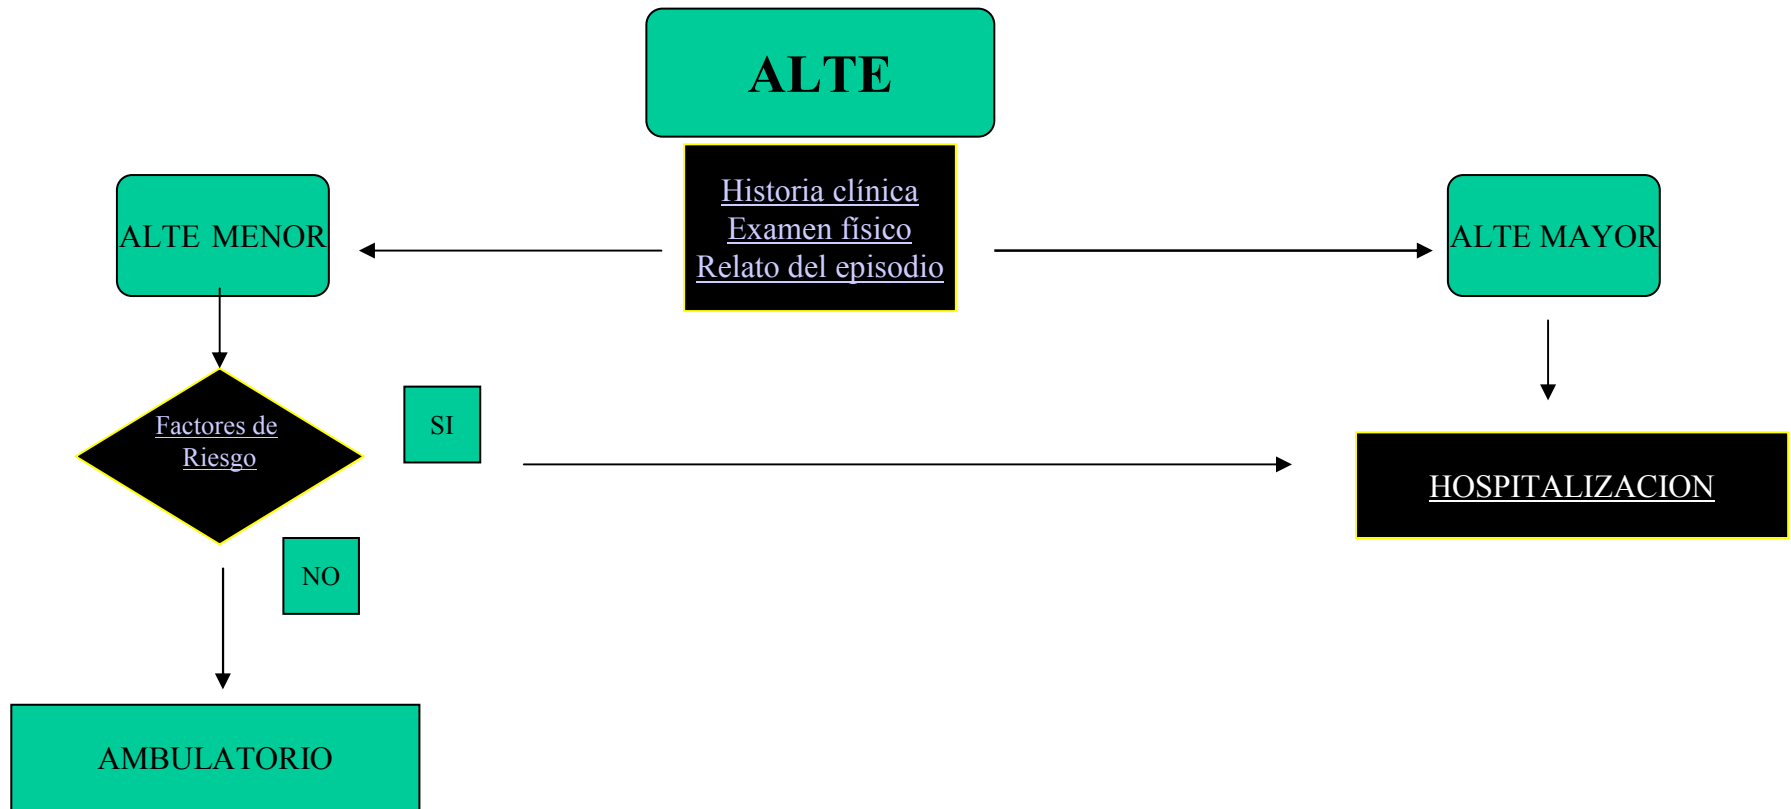 ALTE
Historia clínica
Examen físico
Relato del episodio
ALTE MENOR
ALTE MAYOR
Factores de
Riesgo
SI
HOSPITALIZACION
NO
AMBULATORIO